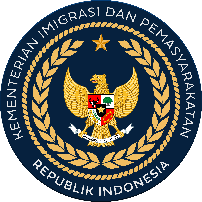 KEMENTERIAN IMIGRASI DAN PEMASYARAKATAN
REPUBLIK INDONESIA